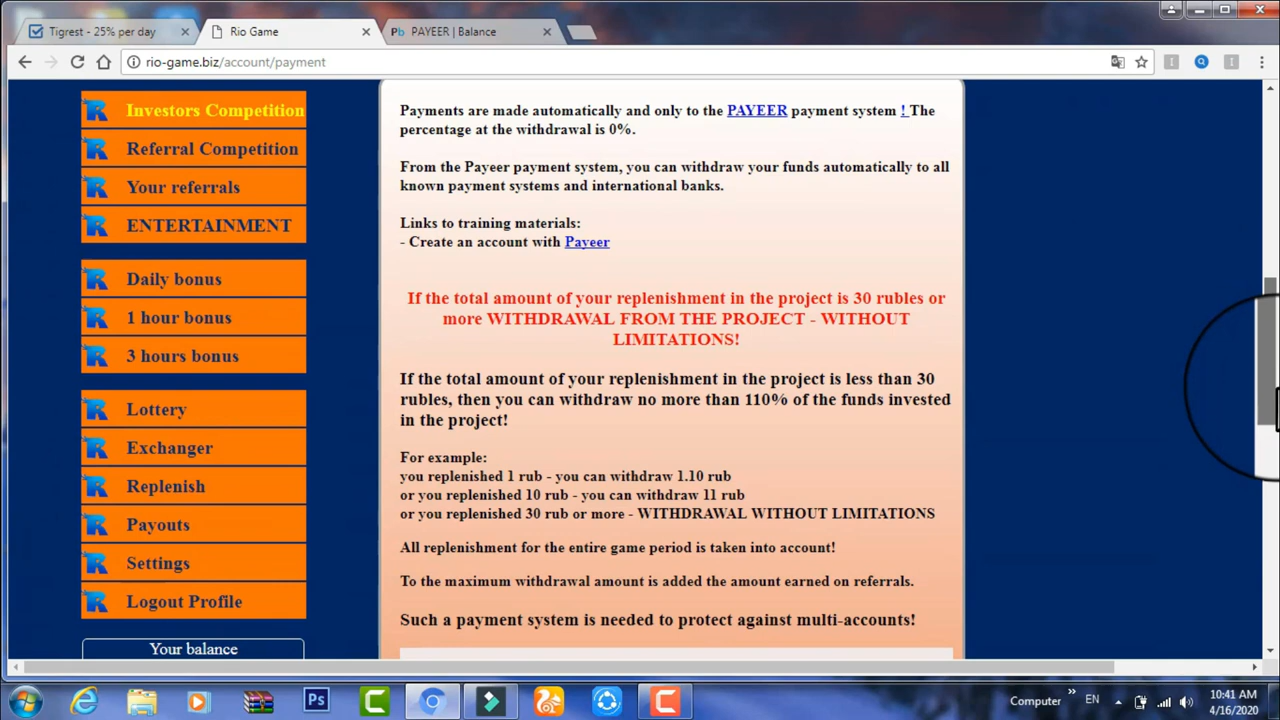 Tigrest - 25% per day
Rio Game
PAYEER | Balance
rio-game.biz/account/payment
Investors Competition
Referral Competition
Your referrals
ENTERTAINMENT
Daily bonus
1 hour bonus
3 hours bonus
Lottery
Exchanger
Replenish
Payouts
Settings
Logout Profile
Your balance
Payments are made automatically and only to the PAYEER payment system ! The
percentage at the withdrawal is 0%.
From the Payeer payment system, you can withdraw your funds automatically to all
known payment systems and international banks.
Links to training materials:
- Create an account with Payeer
If the total amount of your replenishment in the project is 30 rubles or
more WITHDRAWAL FROM THE PROJECT - WITHOUT
LIMITATIONS!
If the total amount of your replenishment in the project is less than 30
rubles, then you can withdraw no more than 110% of the funds invested
in the project!
For example:
you replenished 1 rub - you can withdraw 1.10 rub
or you replenished 10 rub - you can withdraw 11 rub
or you replenished 30 rub or more - WITHDRAWAL WITHOUT LIMITATIONS
All replenishment for the entire game period is taken into account!
To the maximum withdrawal amount is added the amount earned on referrals.
Such a payment system is needed to protect against multi-accounts!
Computer
EN
10:41 AM
4/16/2020